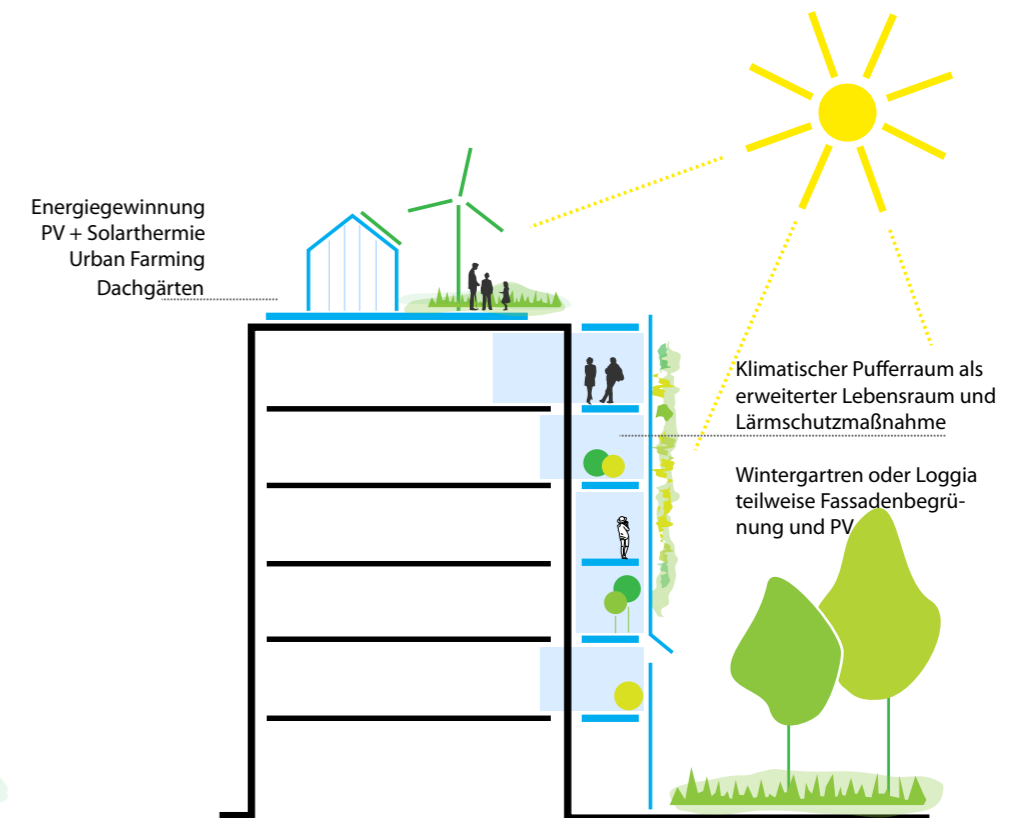 Energiegewinnung
PV + Solarthermie
Urban Farming
Dachgärten
Klimatischer Pufferraum als
erweiterter Lebensraum und
Lärmschutzmaßnahme
Wintergartren oder Loggia
teilweise Fassadenbegrü-
nung und PV